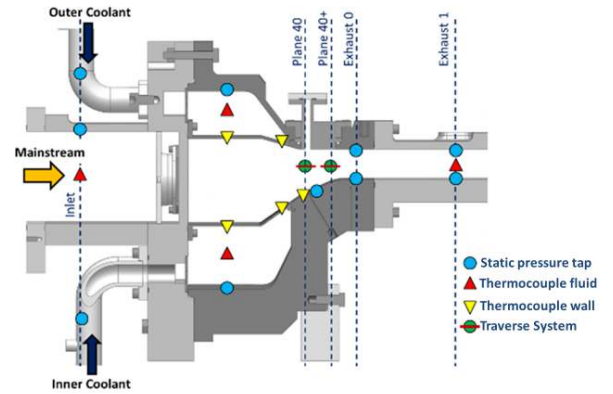 Outer Coolant
Plane 40
Plane 40+
Exhaust 0
Exhaust 1
Mainstream
Inlet
Static pressure tap
Thermocouple fluid
Thermocouple wall
Traverse System
Inner Coolant